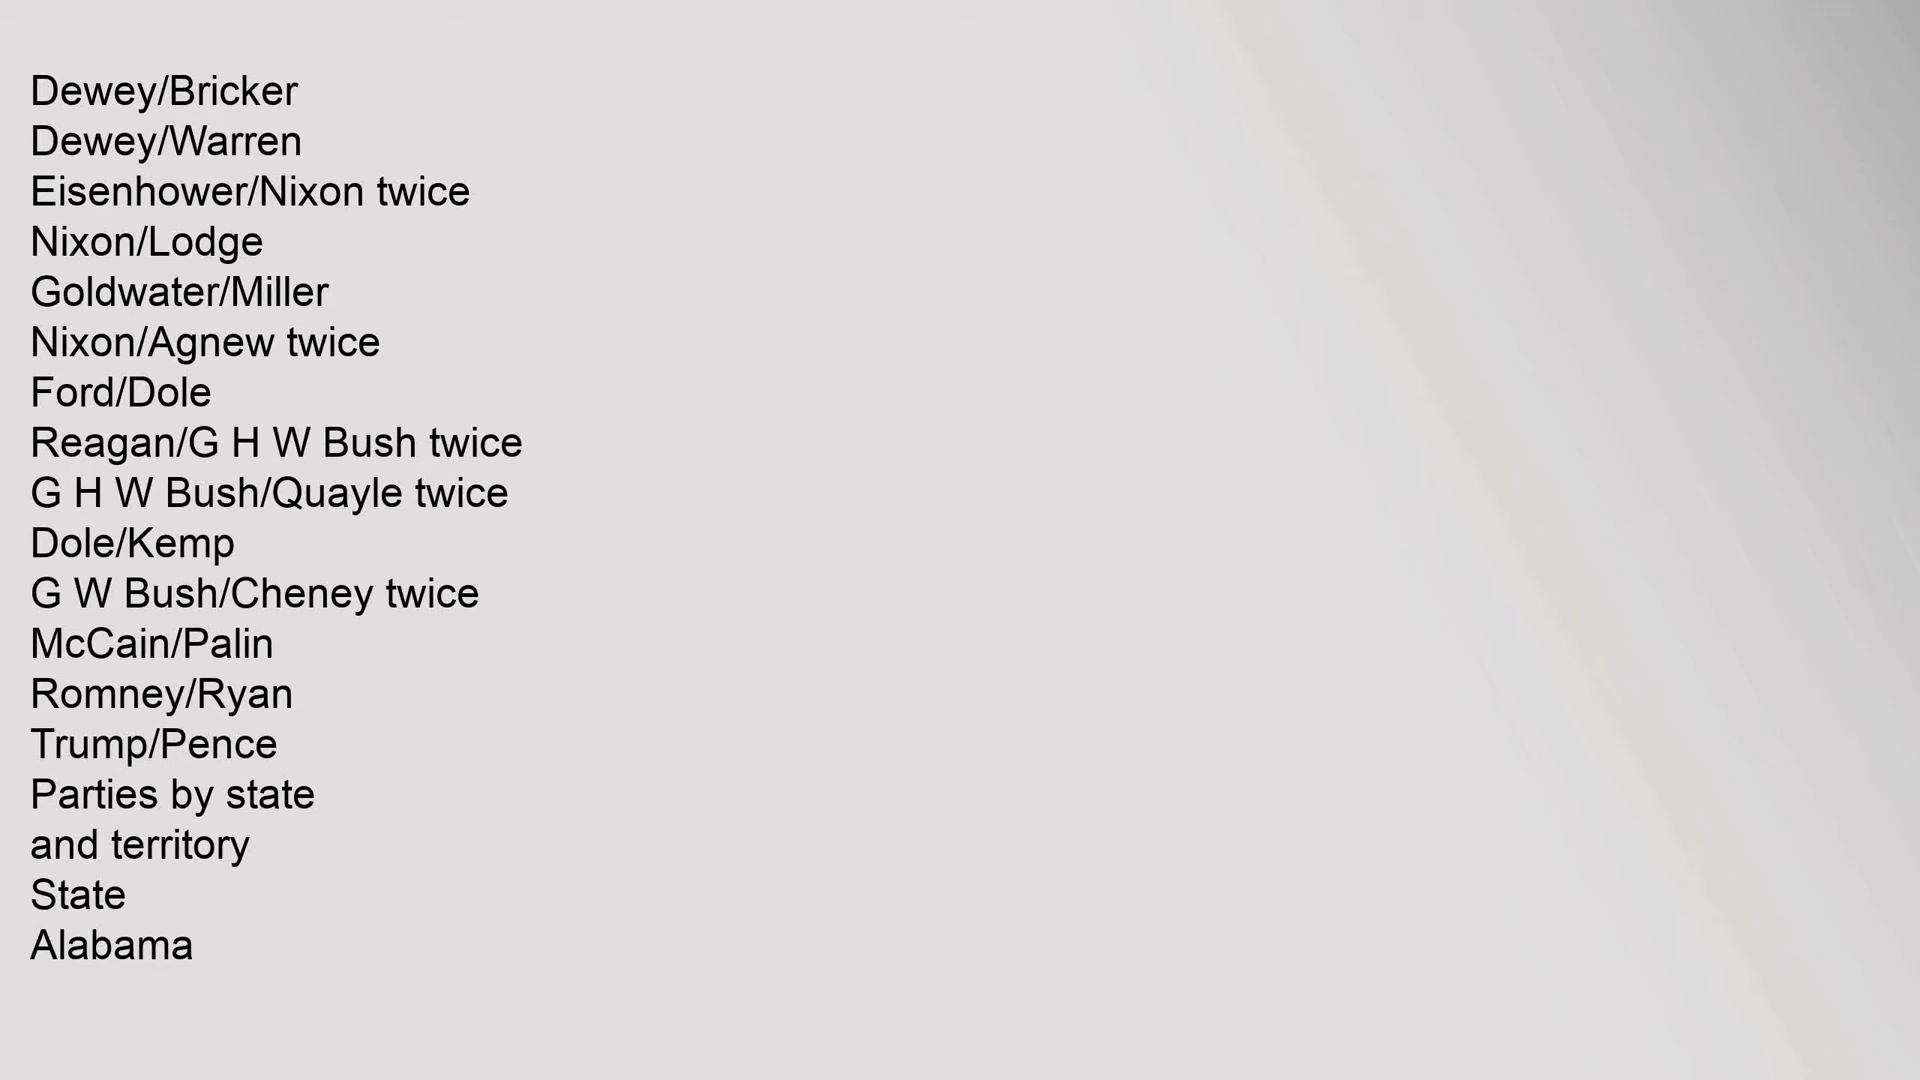 Dewey/Bricker
Dewey/Warren
Eisenhower/Nixon twice
Nixon/Lodge
Goldwater/Miller
Nixon/Agnew twice
Ford/Dole
Reagan/G H W Bush twice
G H W Bush/Quayle twice
Dole/Kemp
G W Bush/Cheney twice
McCain/Palin
Romney/Ryan
Trump/Pence
Parties by state
and territory
State
Alabama